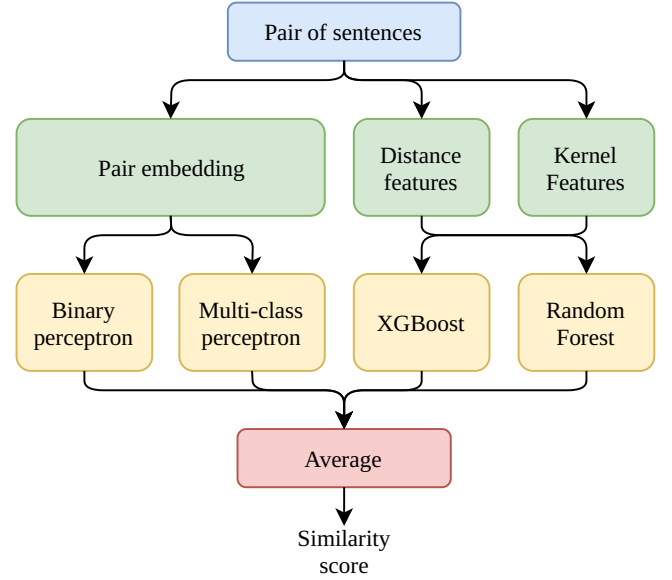 Pair of sentences
Pair embedding
Distance
features
Kernel
Features
Binary
perceptron
Multi-class
perceptron
XGBoost
Random
Forest
Average
Similarity
score